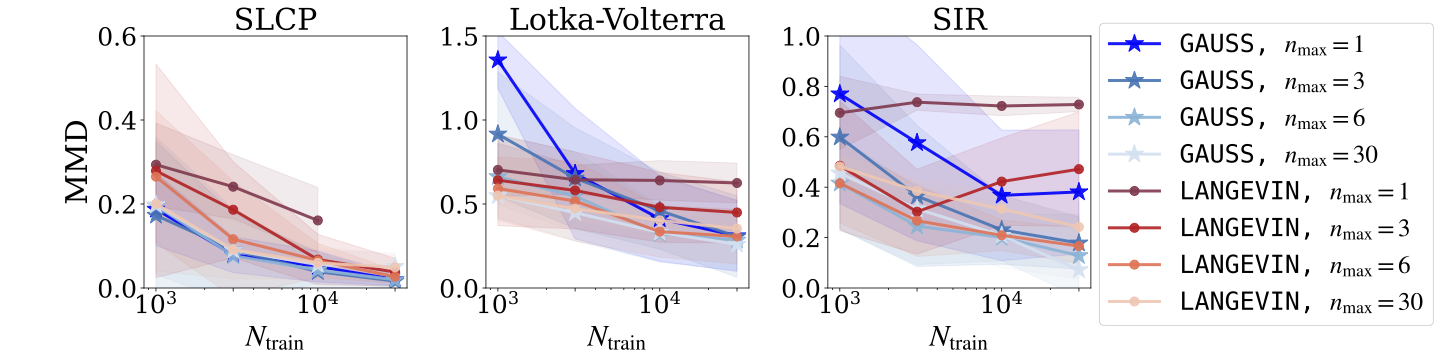 SLCP
Lotka-Volterra
SIR
MMD
0.6
0.4
0.2
0.0
10³
10⁴
N_train
1.5
1.0
0.5
0.0
10³
10⁴
N_train
1.0
0.8
0.6
0.4
0.2
0.0
10³
10⁴
N_train
GAUSS, n_max = 1
GAUSS, n_max = 3
GAUSS, n_max = 6
GAUSS, n_max = 30
LANGEVIN, n_max = 1
LANGEVIN, n_max = 3
LANGEVIN, n_max = 6
LANGEVIN, n_max = 30